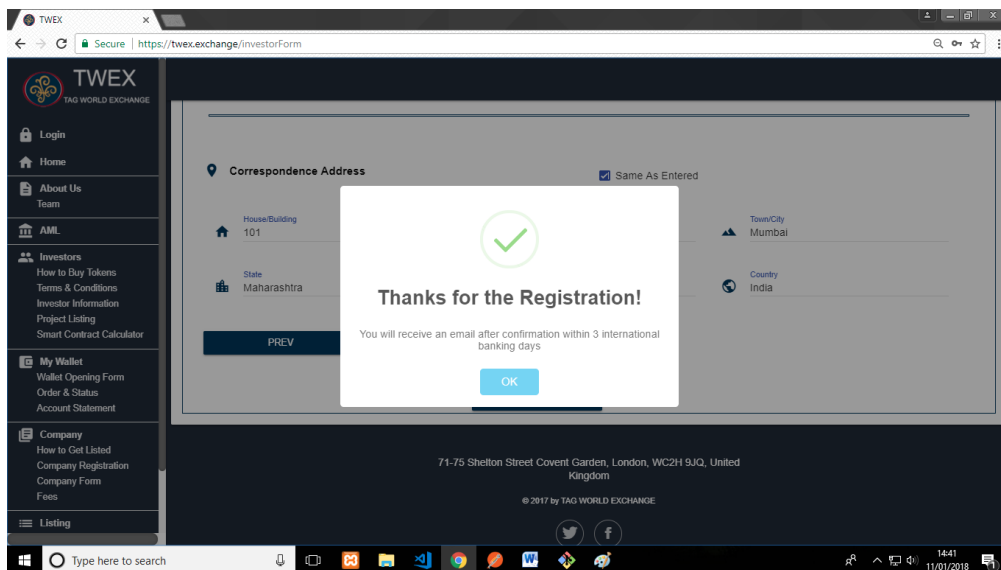 TWEX
Secure
https://twex.exchange/investorForm
TWEX
TAG WORLD EXCHANGE
Login
Home
About Us
Team
AML
Investors
How to Buy Tokens
Terms & Conditions
Investor Information
Project Listing
Smart Contract Calculator
My Wallet
Wallet Opening Form
Order & Status
Account Statement
Company
How to Get Listed
Company Registration
Company Form
Fees
Listing
Correspondence Address
Same As Entered
House/Building
101
Town/City
Mumbai
State
Maharashtra
Country
India
PREV
Thanks for the Registration!
You will receive an email after confirmation within 3 international
banking days
OK
71-75 Shelton Street Covent Garden, London, WC2H 9JQ, United
Kingdom
© 2017 by TAG WORLD EXCHANGE
Type here to search
14:41
11/01/2018